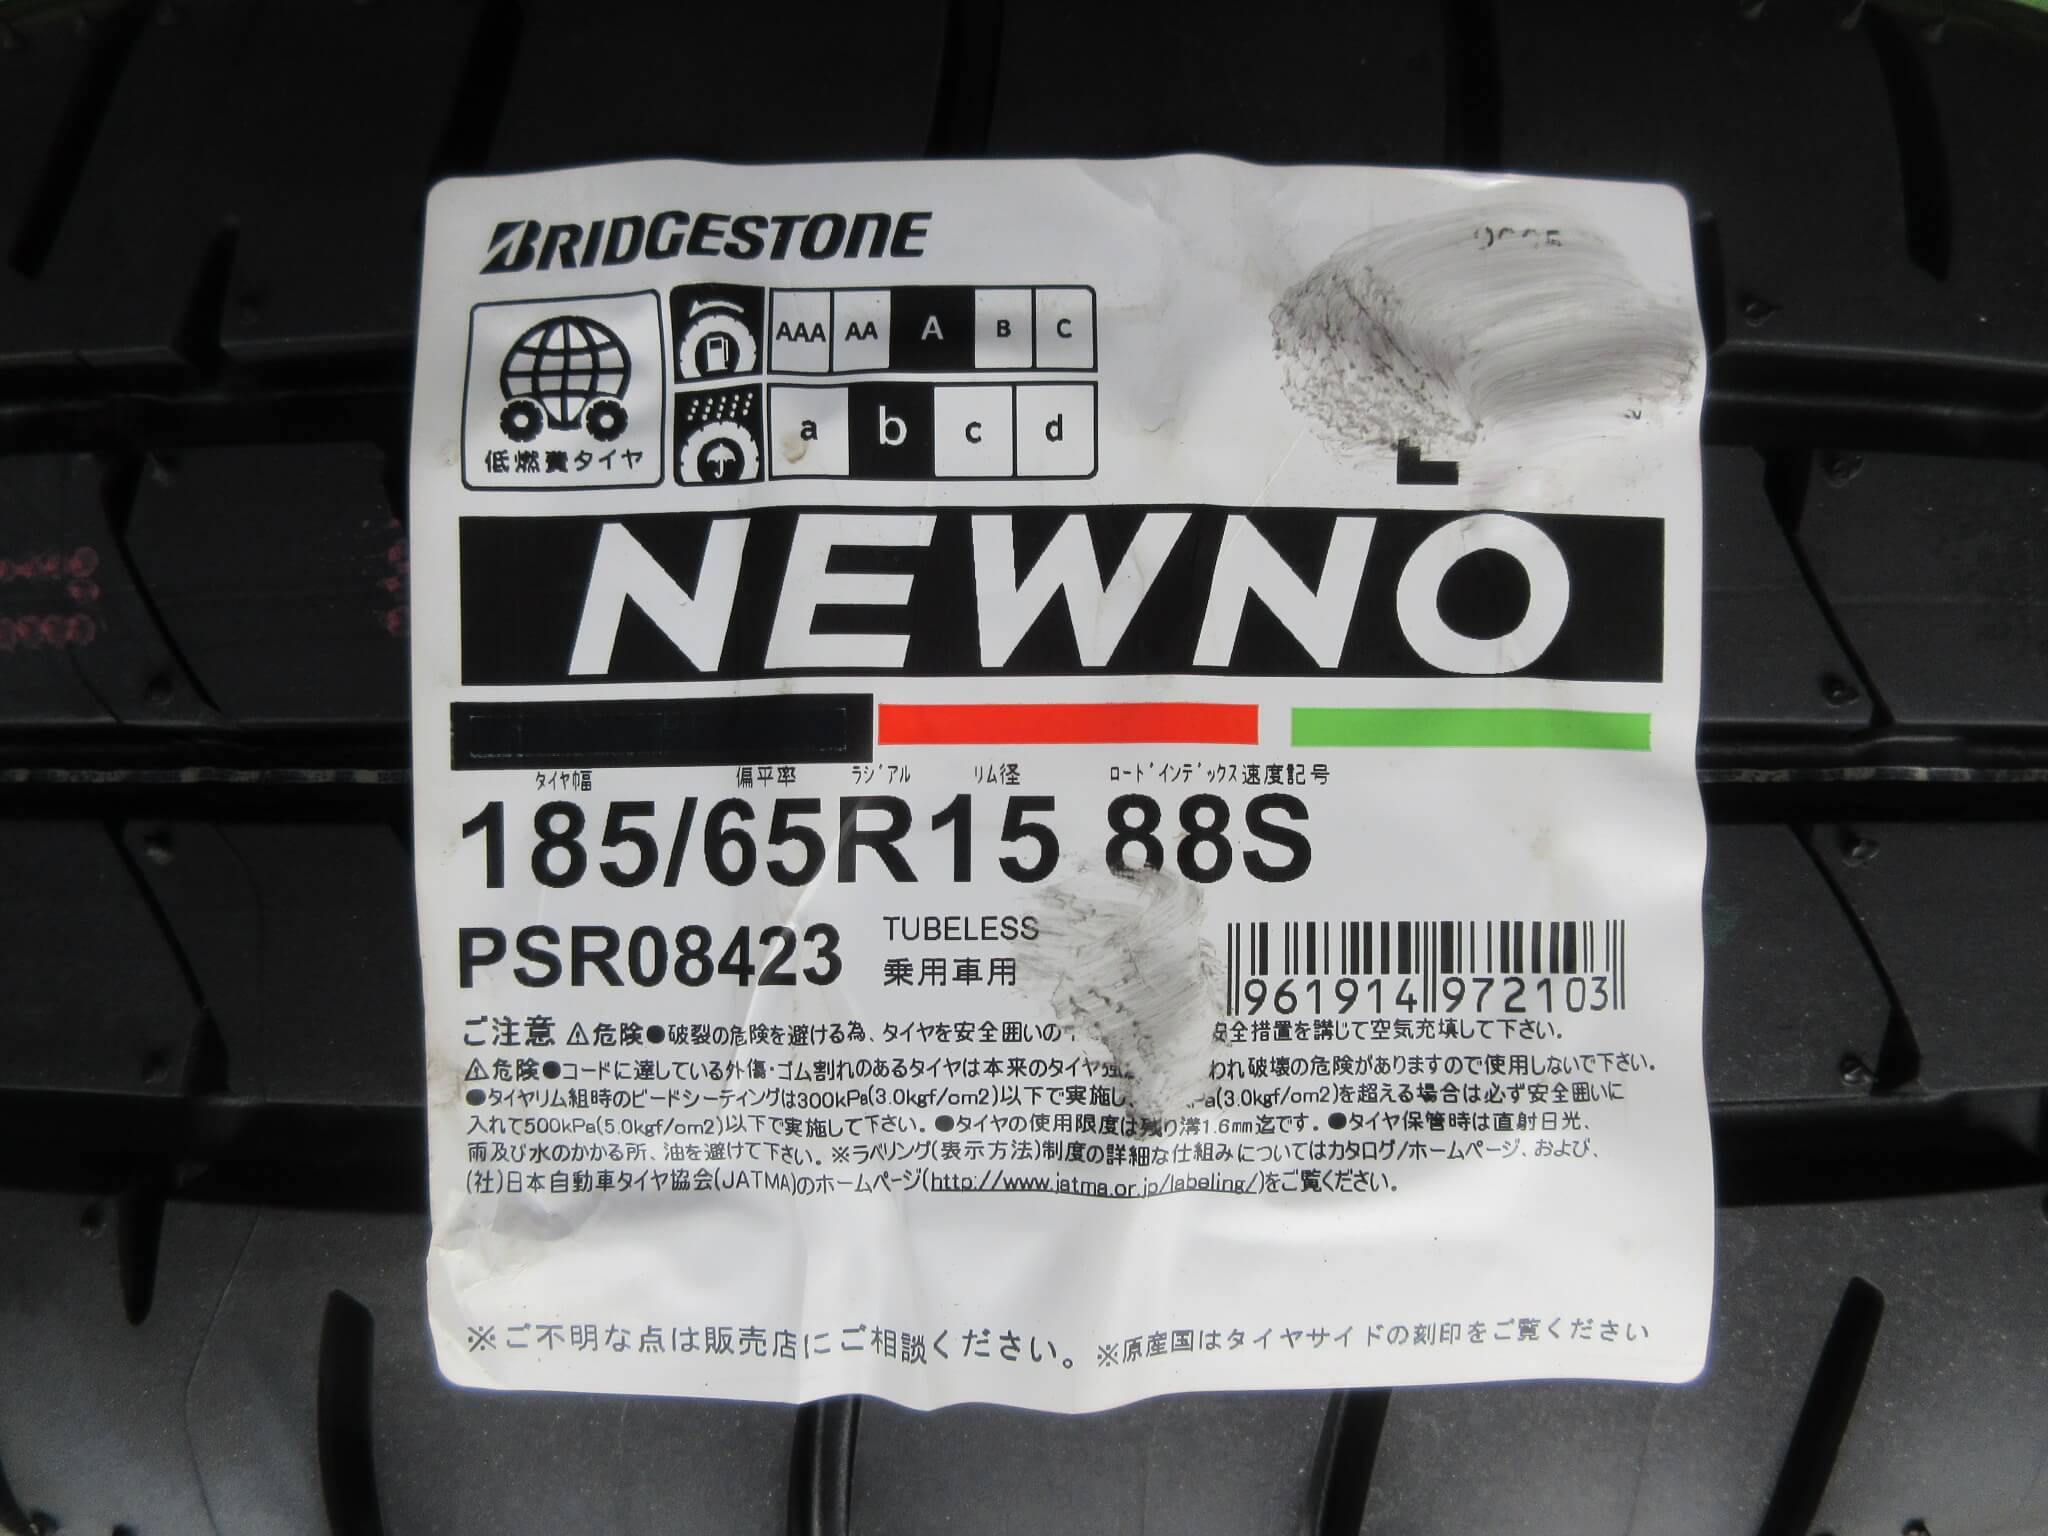 BRIDGESTONE
AAA AA A B C
低燃費タイヤ
a b c d
NEWNO
タイヤ幅 偏平率 ラジアル リム径 ロードインデックス 速度記号
185/65R15 88S
PSR08423
TUBELESS
乗用車用
961914 972103
ご注意 ⚠危険●破裂の危険を避ける為、タイヤを安全囲いの 安全措置を講じて空気充填して下さい。
⚠危険●コードに達している外傷・ゴム割れのあるタイヤは本来のタイヤ強 われ破壊の危険がありますので使用しないで下さい。
●タイヤリム組時のビードシーティングは300kPa(3.0kgf/cm2)以下で実施し (3.0kgf/cm2)を超える場合は必ず安全囲いに
入れて500kPa(5.0kgf/cm2)以下で実施して下さい。●タイヤの使用限度は残り溝1.6mm迄です。●タイヤ保管時は直射日光、
雨及び水のかかる所、油を避けて下さい。※ラベリング(表示方法)制度の詳細な仕組みについてはカタログ/ホームページ、および、
(社)日本自動車タイヤ協会(JATMA)のホームページ(http://www.jatma.or.jp/labeling/)をご覧ください。
※ご不明な点は販売店にご相談ください。 ※原産国はタイヤサイドの刻印をご覧ください